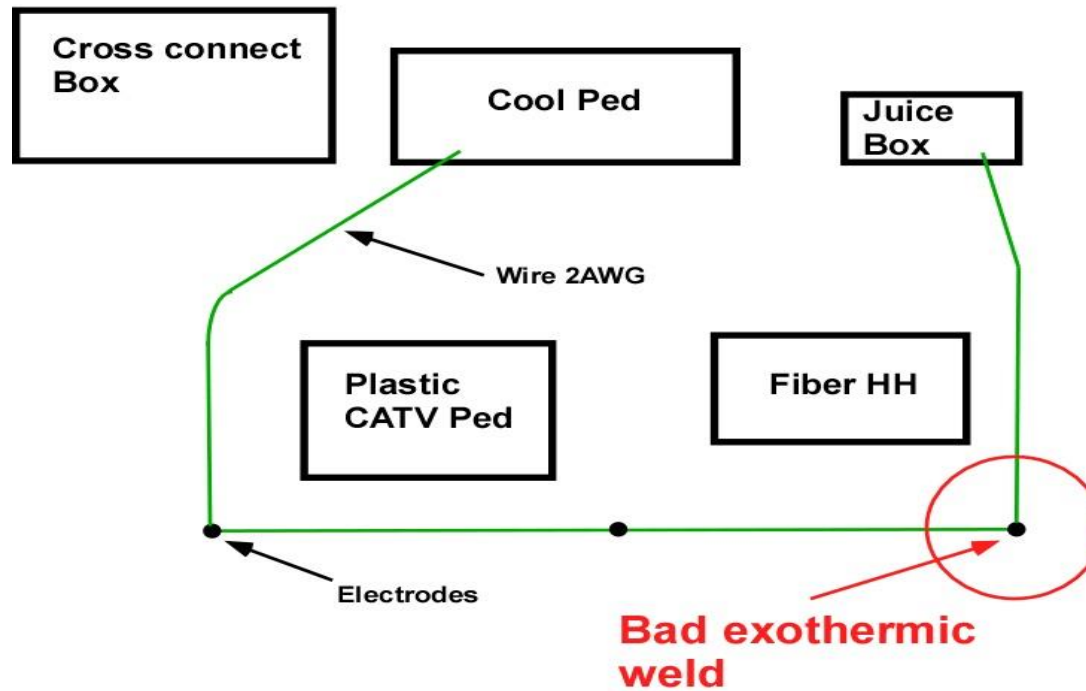 Cross connect
Box
Cool Ped
Juice
Box
Wire 2AWG
Plastic
CATV Ped
Fiber HH
Electrodes
Bad exothermic
weld